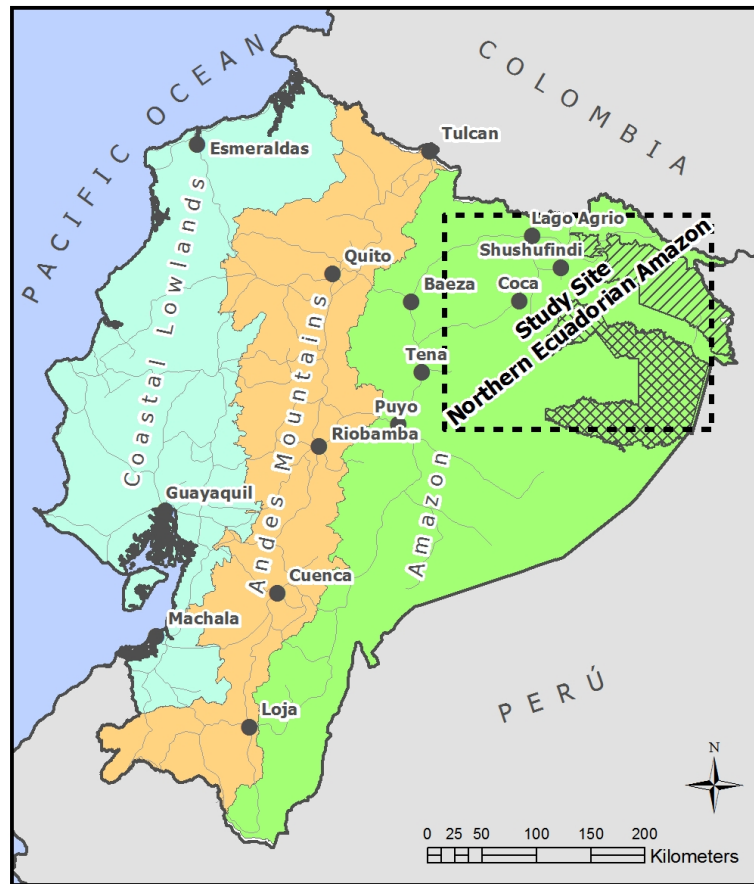 PACIFIC OCEAN
COLOMBIA
Tulcan
Esmeraldas
Coastal Lowlands
Lago Agrio
Shushufindi
Quito
Baeza
Coca
Study Site
Northern Ecuadorian Amazon
Andes Mountains
Tena
Puyo
Riobamba
Amazon
Guayaquil
Cuenca
Machala
PERÚ
Loja
N
0 25 50 100 150 200
Kilometers